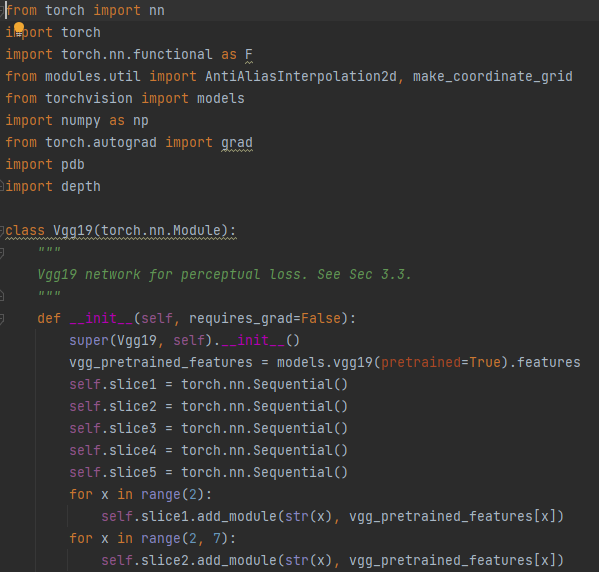 from torch import nn
import torch
import torch.nn.functional as F
from modules.util import AntiAliasInterpolation2d, make_coordinate_grid
from torchvision import models
import numpy as np
from torch.autograd import grad
import pdb
import depth
class Vgg19(torch.nn.Module):
"""
Vgg19 network for perceptual loss. See Sec 3.3.
"""
def __init__(self, requires_grad=False):
super(Vgg19, self).__init__()
vgg_pretrained_features = models.vgg19(pretrained=True).features
self.slice1 = torch.nn.Sequential()
self.slice2 = torch.nn.Sequential()
self.slice3 = torch.nn.Sequential()
self.slice4 = torch.nn.Sequential()
self.slice5 = torch.nn.Sequential()
for x in range(2):
self.slice1.add_module(str(x), vgg_pretrained_features[x])
for x in range(2, 7):
self.slice2.add_module(str(x), vgg_pretrained_features[x])